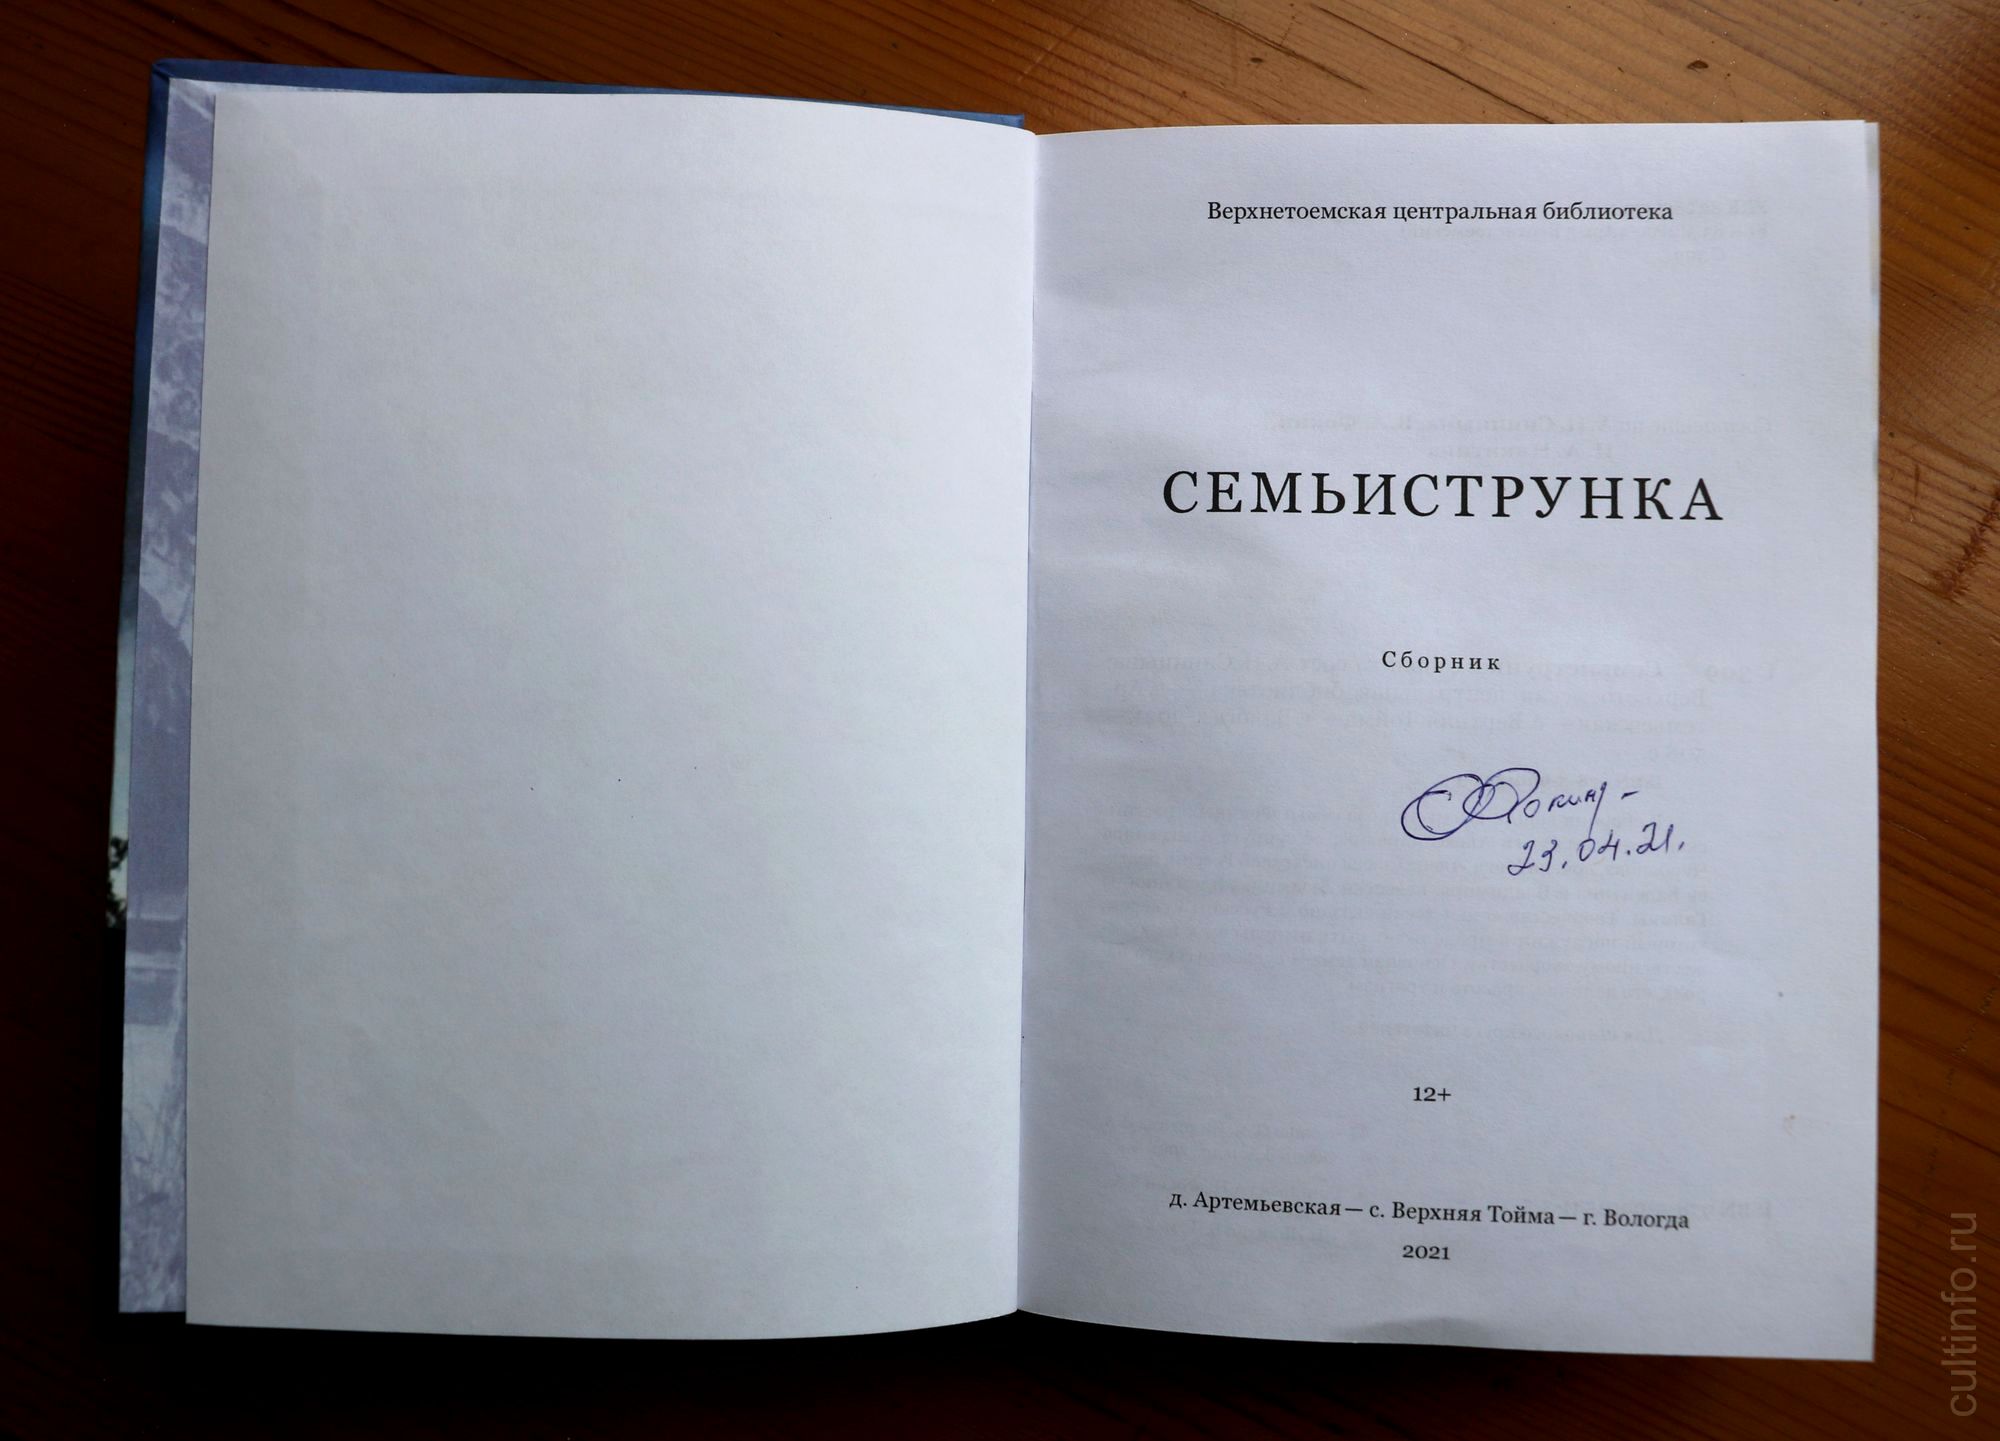 Верхнетоемская центральная библиотека
СЕМЬИСТРУНКА
Сборник
23.04.21.
12+
д. Артемьевская — с. Верхняя Тойма — г. Вологда
2021
cultinfo.ru